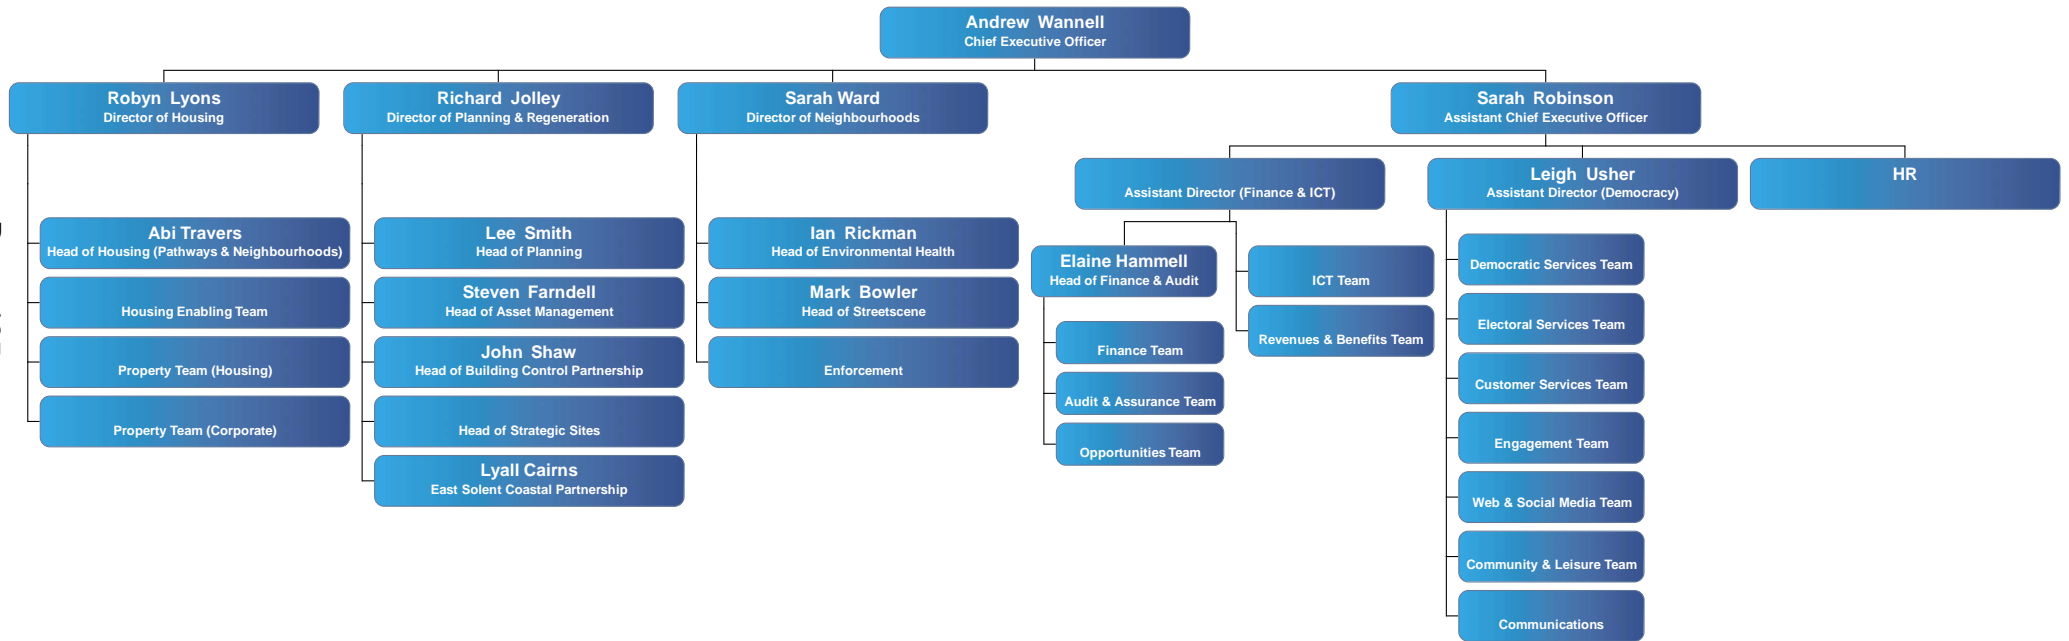 Andrew Wannell
Chief Executive Officer
Robyn Lyons
Director of Housing
Richard Jolley
Director of Planning & Regeneration
Sarah Ward
Director of Neighbourhoods
Sarah Robinson
Assistant Chief Executive Officer
Assistant Director (Finance & ICT)
Leigh Usher
Assistant Director (Democracy)
HR
Abi Travers
Head of Housing (Pathways & Neighbourhoods)
Housing Enabling Team
Property Team (Housing)
Property Team (Corporate)
Lee Smith
Head of Planning
Steven Farndell
Head of Asset Management
John Shaw
Head of Building Control Partnership
Head of Strategic Sites
Lyall Cairns
East Solent Coastal Partnership
Ian Rickman
Head of Environmental Health
Mark Bowler
Head of Streetscene
Enforcement
Elaine Hammell
Head of Finance & Audit
Finance Team
Audit & Assurance Team
Opportunities Team
ICT Team
Revenues & Benefits Team
Democratic Services Team
Electoral Services Team
Customer Services Team
Engagement Team
Web & Social Media Team
Community & Leisure Team
Communications